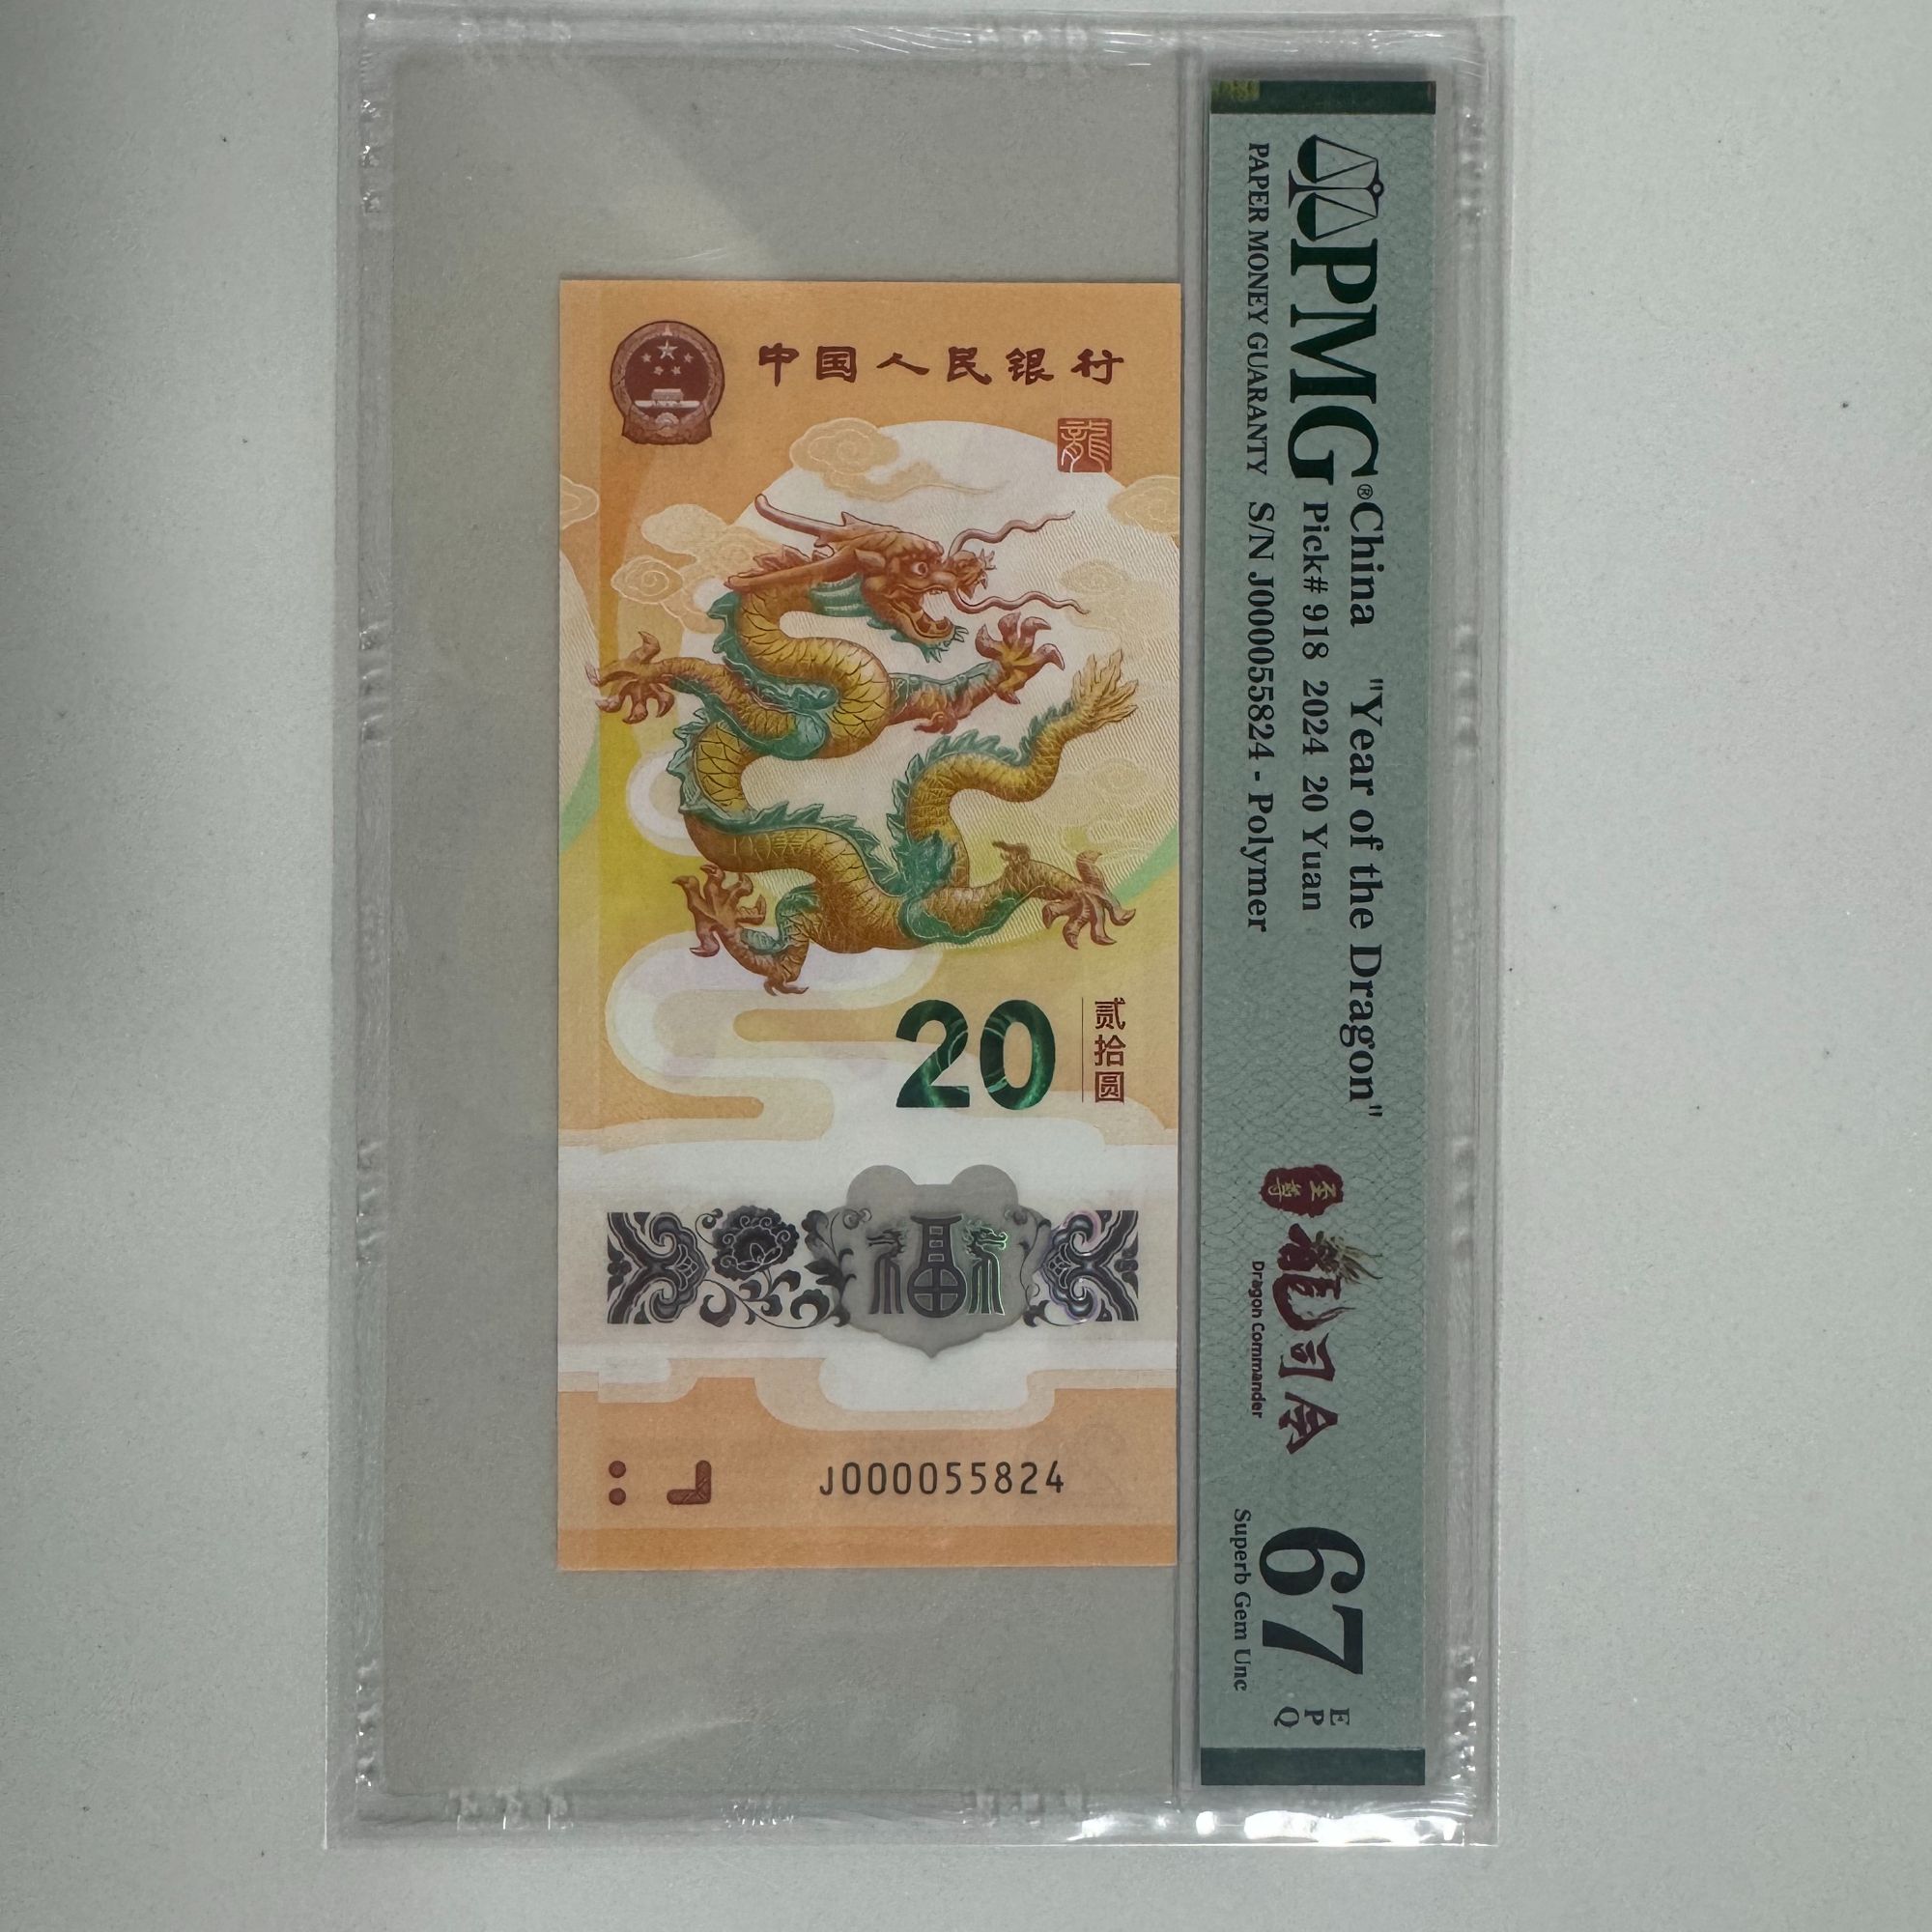 中国人民银行
龍
20
贰拾圆
福
J000055824
PMG®
PAPER MONEY GUARANTY
China "Year of the Dragon"
Pick# 918 2024 20 Yuan
S/N J000055824 - Polymer
至尊
龍司令
Dragon Commander
67
EPQ
Superb Gem Unc